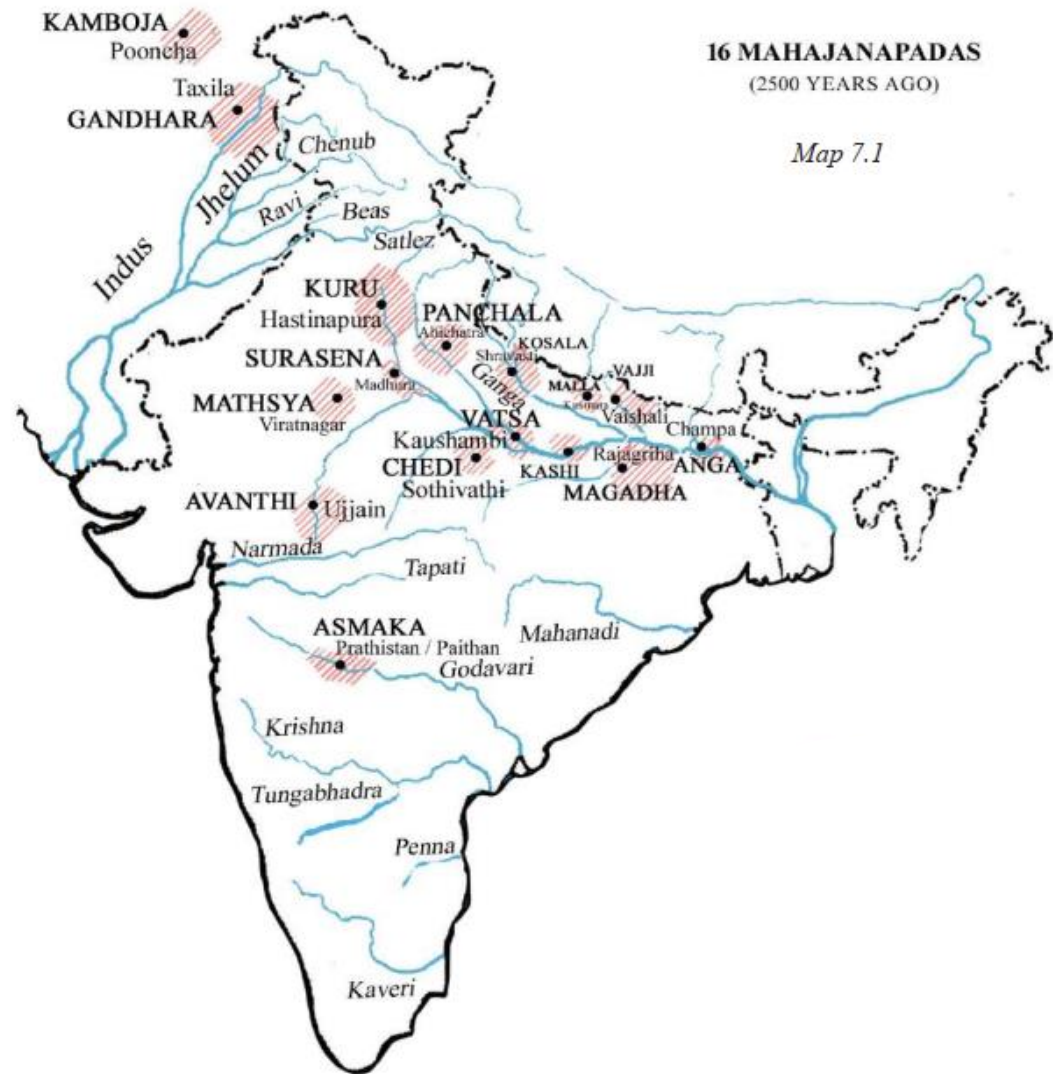 KAMBOJA
Pooncha
16 MAHAJANAPADAS
(2500 YEARS AGO)
Map 7.1
Taxila
GANDHARA
Chenub
Jhelum
Ravi
Beas
Satlez
Indus
KURU
Hastinapura
PANCHALA
Ahichatra
KOSALA
Shravasti
SURASENA
Madhura
Ganga
MALLA
VAJJI
Vaishali
MATHSYA
Viratnagar
VATSA
Kaushambi
Champa
CHEDI
Sothivathi
KASHI
Rajagriha
ANGA
MAGADHA
AVANTHI
Ujjain
Narmada
Tapati
ASMAKA
Prathistan / Paithan
Mahanadi
Godavari
Krishna
Tungabhadra
Penna
Kaveri